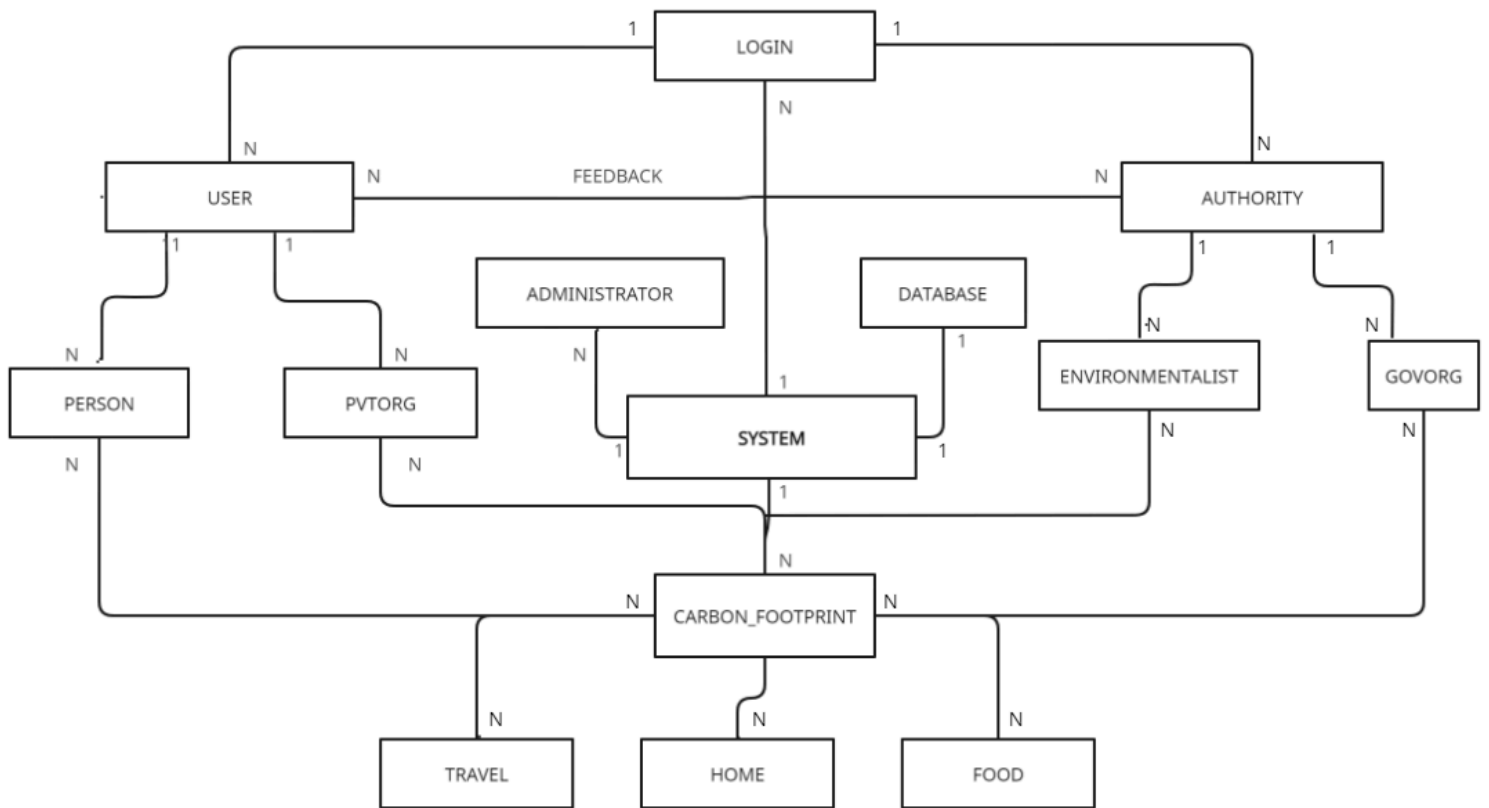 1
LOGIN
1
N
N
N
USER
N
FEEDBACK
N
AUTHORITY
1
1
1
1
ADMINISTRATOR
DATABASE
N
N
N
N
N
1
PERSON
PVTORG
ENVIRONMENTALIST
GOVORG
1
SYSTEM
1
1
N
N
N
N
1
N
N
CARBON_FOOTPRINT
N
N
N
N
TRAVEL
HOME
FOOD